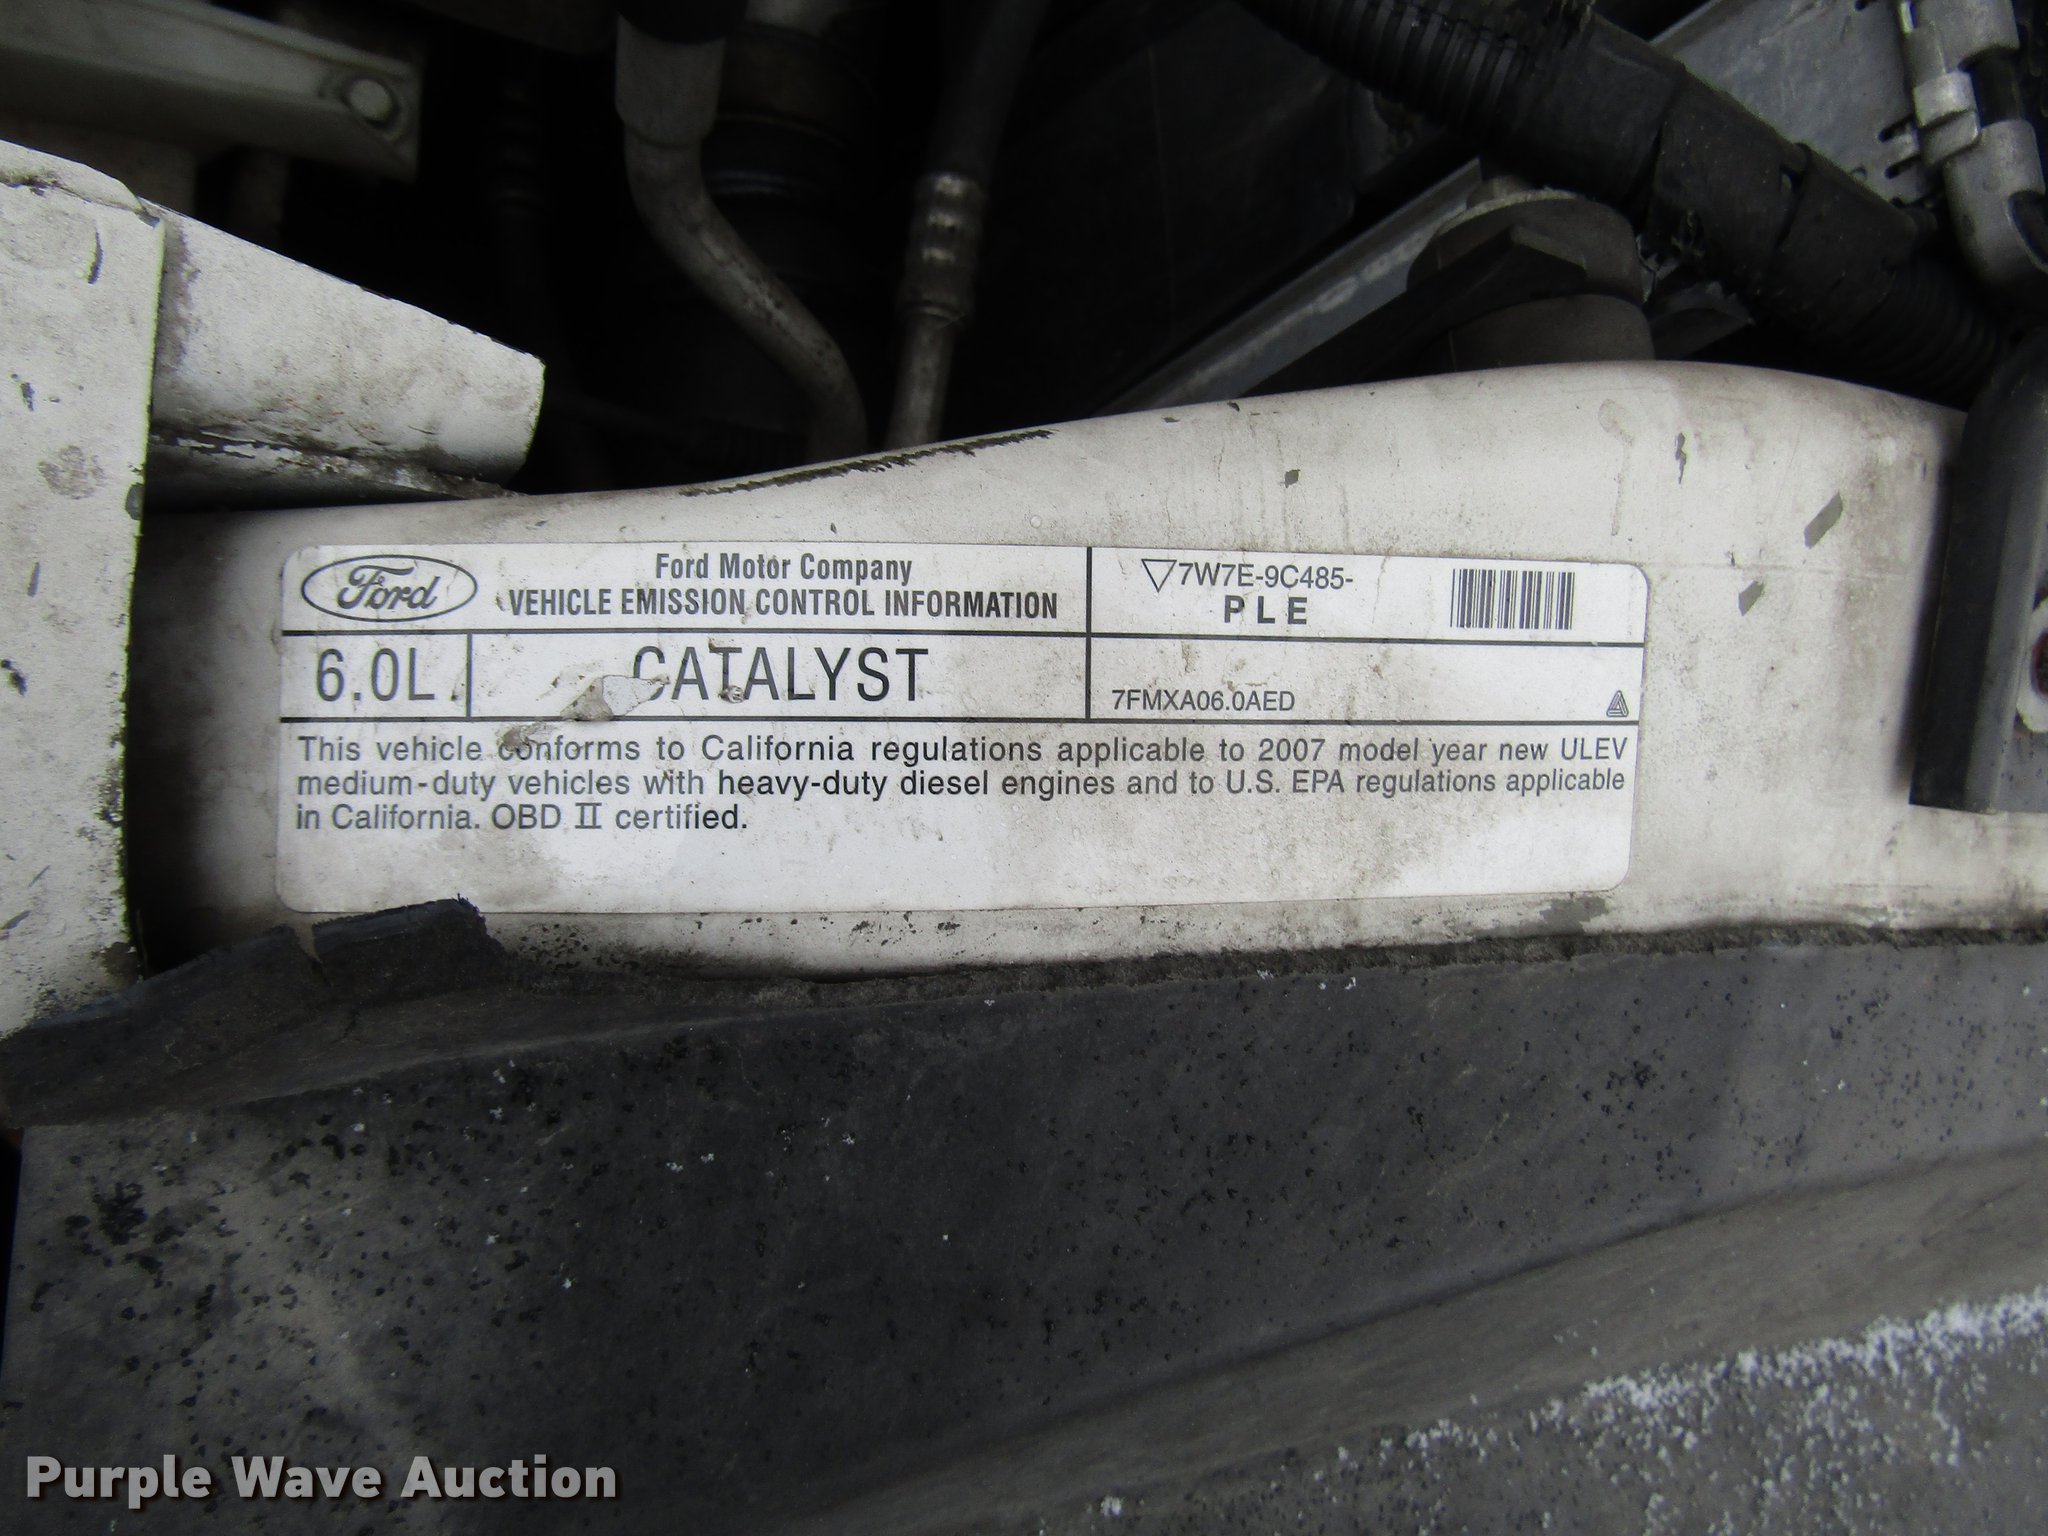 Ford
Ford Motor Company
VEHICLE EMISSION CONTROL INFORMATION
7W7E-9C485-
PLE
6.0L
CATALYST
7FMXA06.0AED
This vehicle conforms to California regulations applicable to 2007 model year new ULEV
medium-duty vehicles with heavy-duty diesel engines and to U.S. EPA regulations applicable
in California. OBD II certified.
Purple Wave Auction